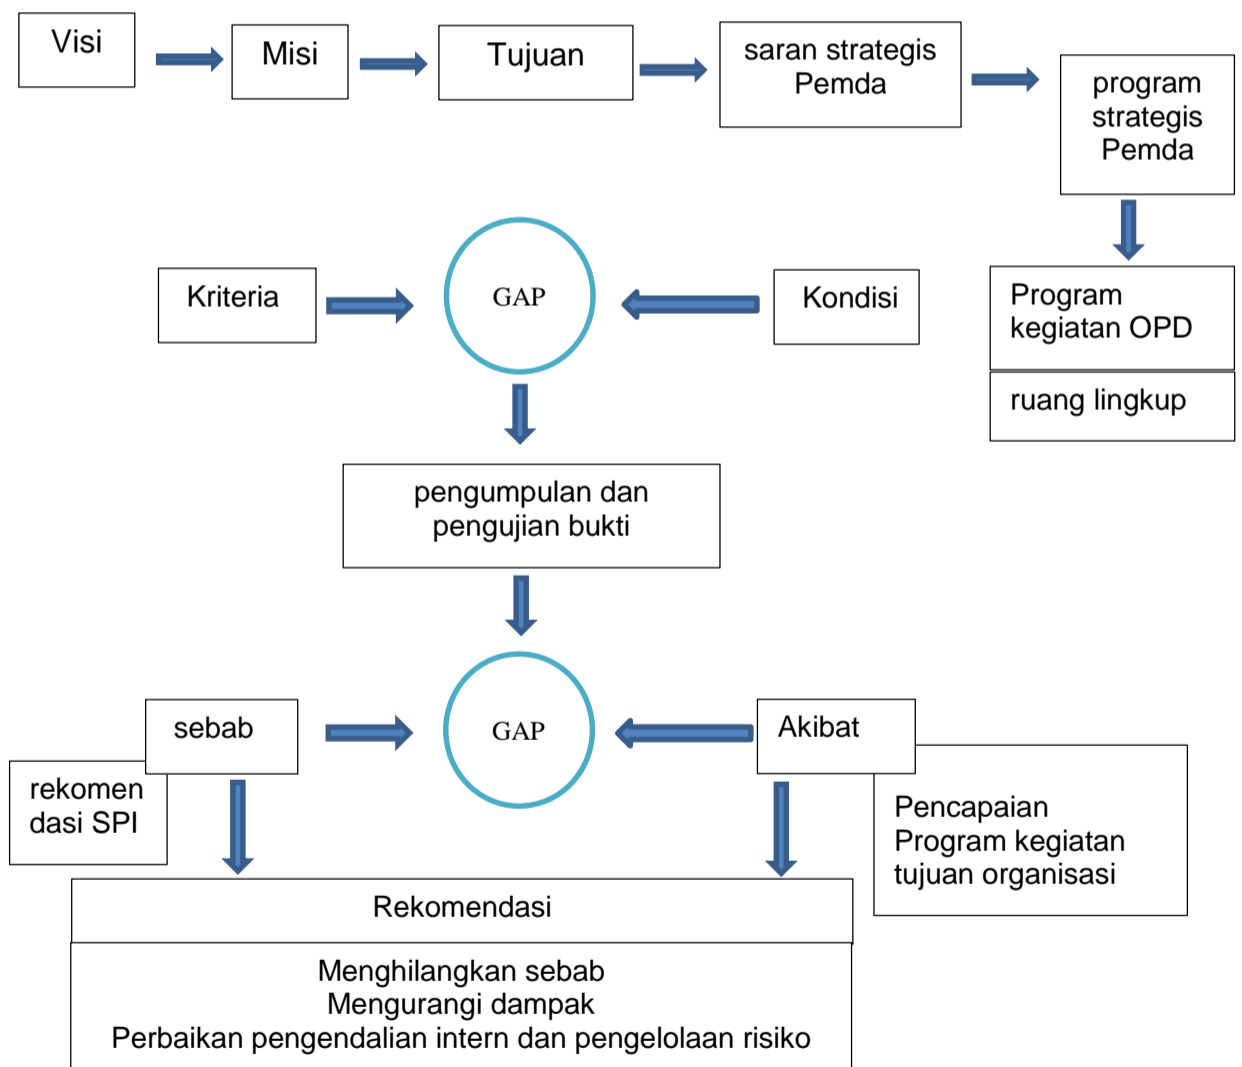 Visi
Misi
Tujuan
saran strategis
Pemda
program
strategis
Pemda
Kriteria
GAP
Kondisi
Program
kegiatan OPD
ruang lingkup
pengumpulan dan
pengujian bukti
sebab
GAP
Akibat
rekomen
dasi SPI
Pencapaian
Program kegiatan
tujuan organisasi
Rekomendasi
Menghilangkan sebab
Mengurangi dampak
Perbaikan pengendalian intern dan pengelolaan risiko